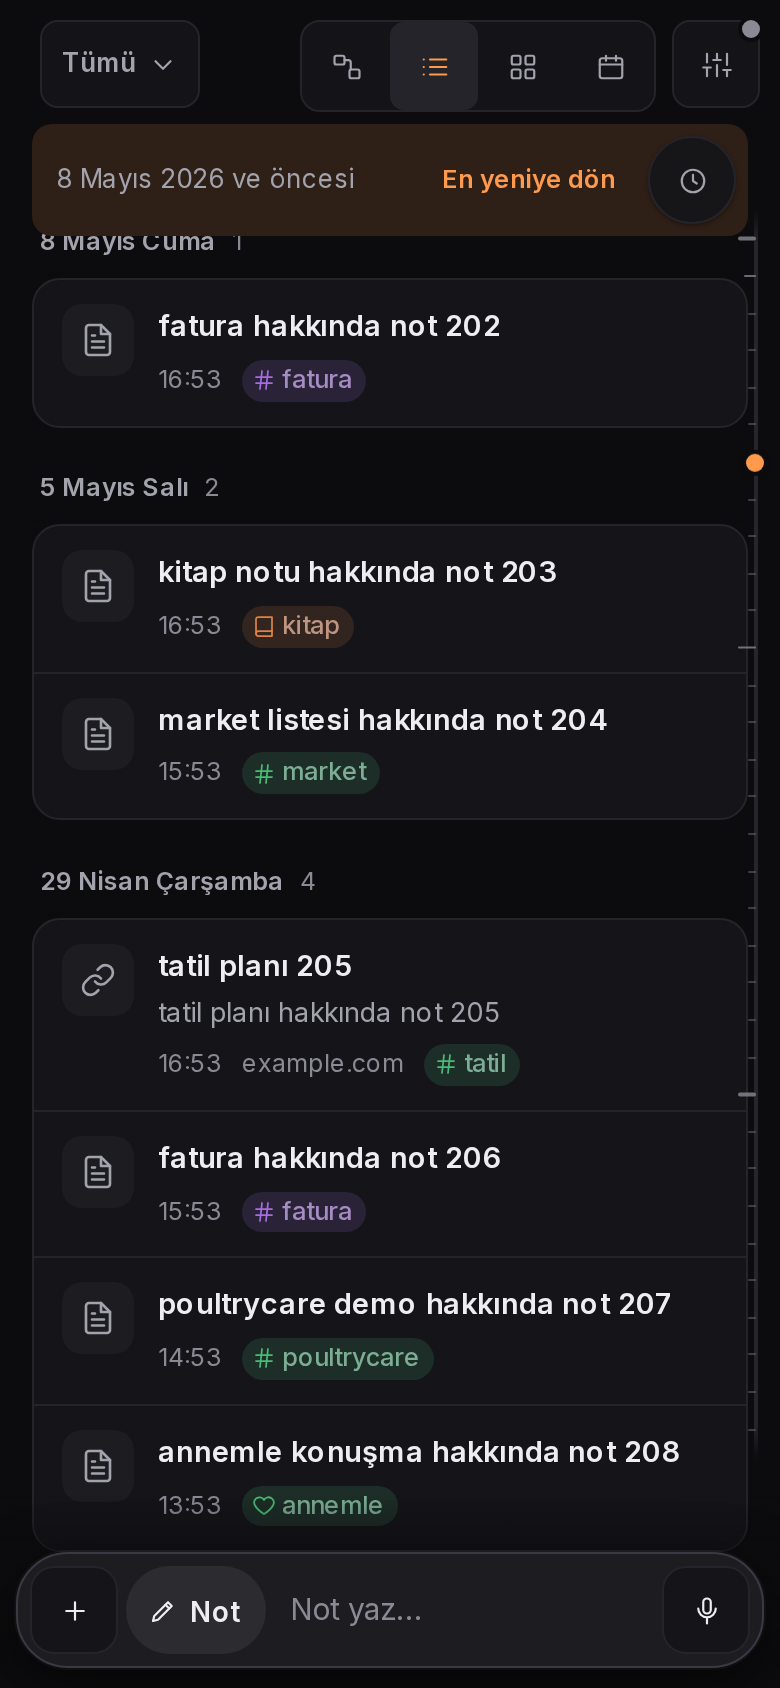 Tümü
8 Mayıs 2026 ve öncesi En yeniye dön
8 Mayıs Cuma 1
fatura hakkında not 202
16:53 fatura
5 Mayıs Salı 2
kitap notu hakkında not 203
16:53 kitap
market listesi hakkında not 204
15:53 market
29 Nisan Çarşamba 4
tatil planı 205
tatil planı hakkında not 205
16:53 example.com tatil
fatura hakkında not 206
15:53 fatura
poultrycare demo hakkında not 207
14:53 poultrycare
annemle konuşma hakkında not 208
13:53 annemle
Not Not yaz...